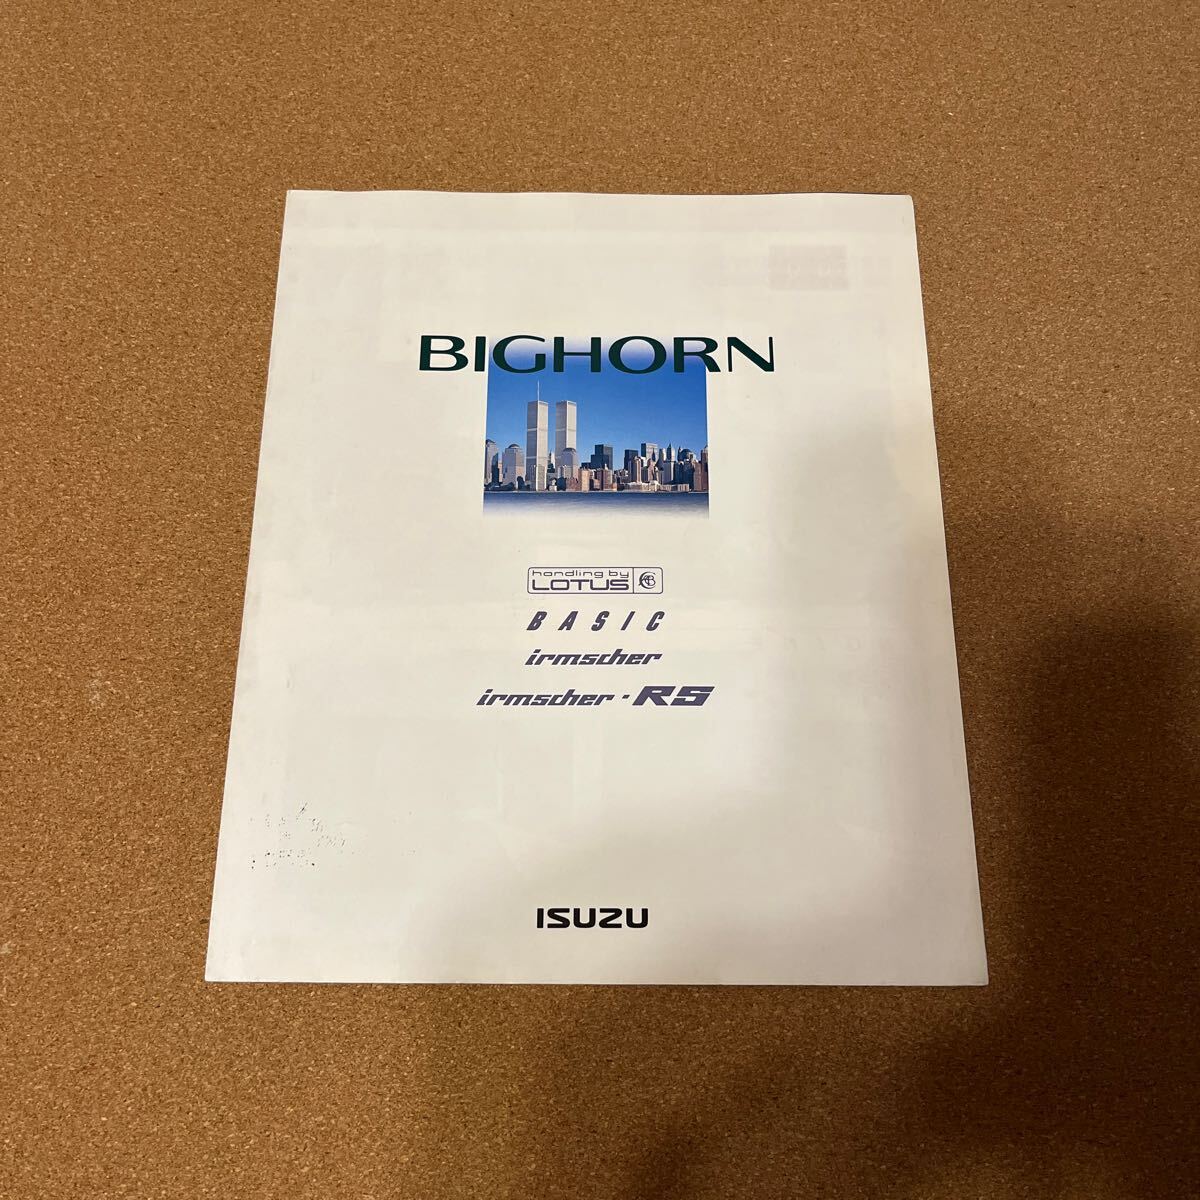 BIGHORN
handling by
LOTUS
BASIC
irmscher
irmscher・RS
ISUZU